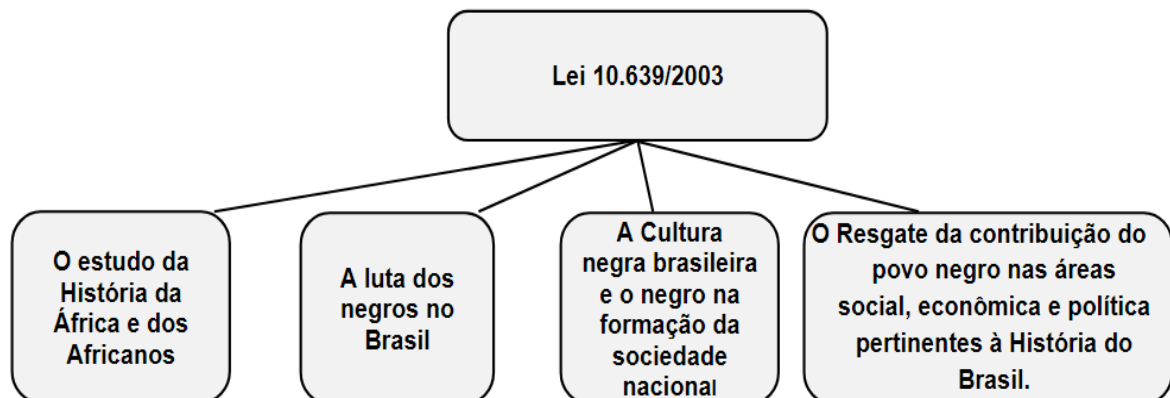 Lei 10.639/2003
O estudo da
História da
África e dos
Africanos
A luta dos
negros no
Brasil
A Cultura
negra brasileira
e o negro na
formação da
sociedade
nacional
O Resgate da contribuição do
povo negro nas áreas
social, econômica e política
pertinentes à História do
Brasil.